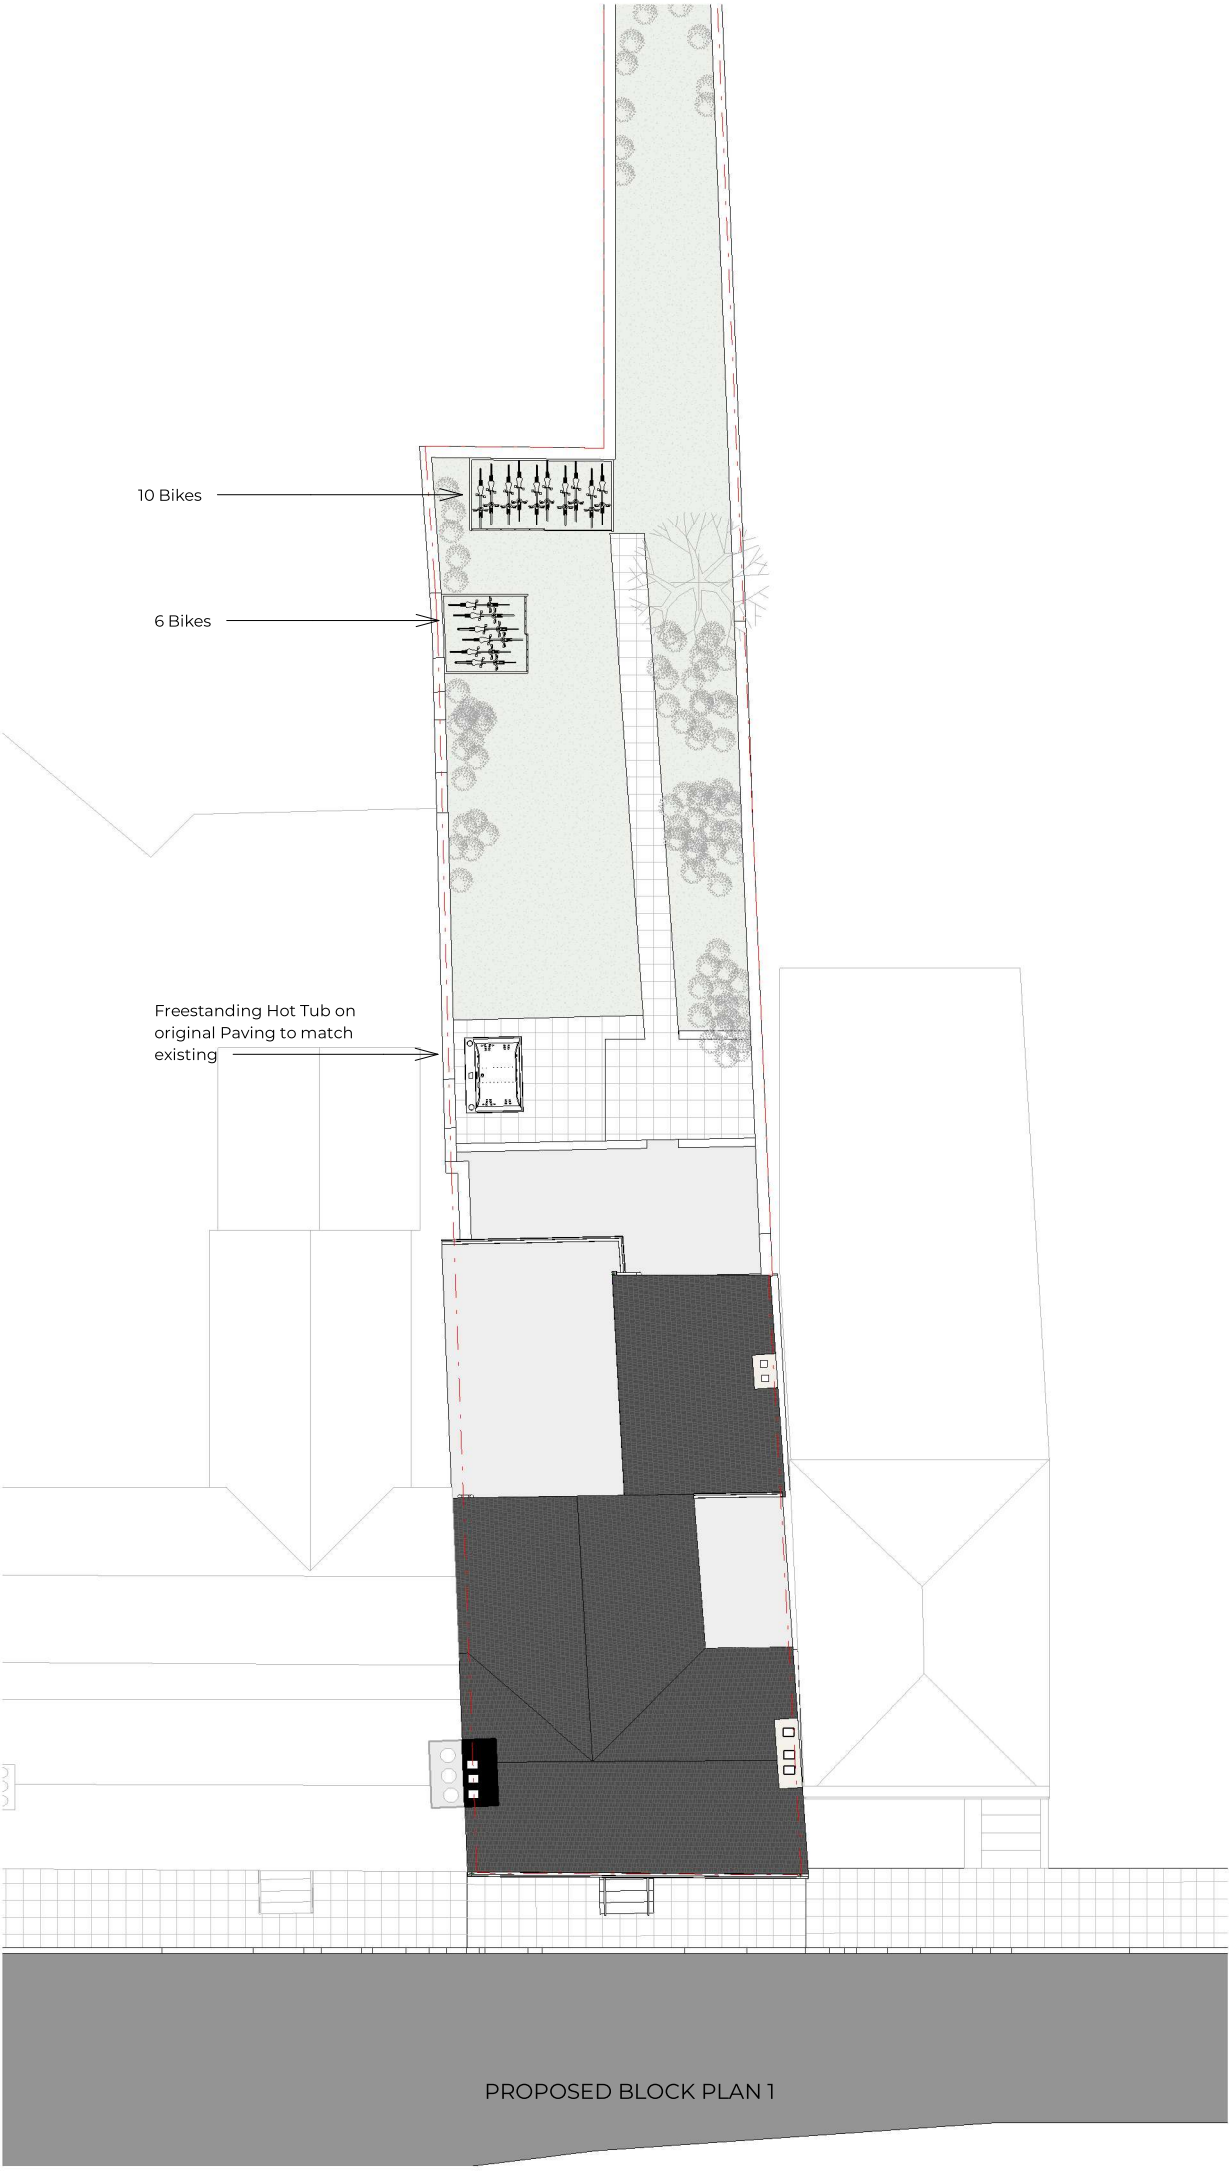 10 Bikes
6 Bikes
Freestanding Hot Tub on
original Paving to match
existing
PROPOSED BLOCK PLAN 1